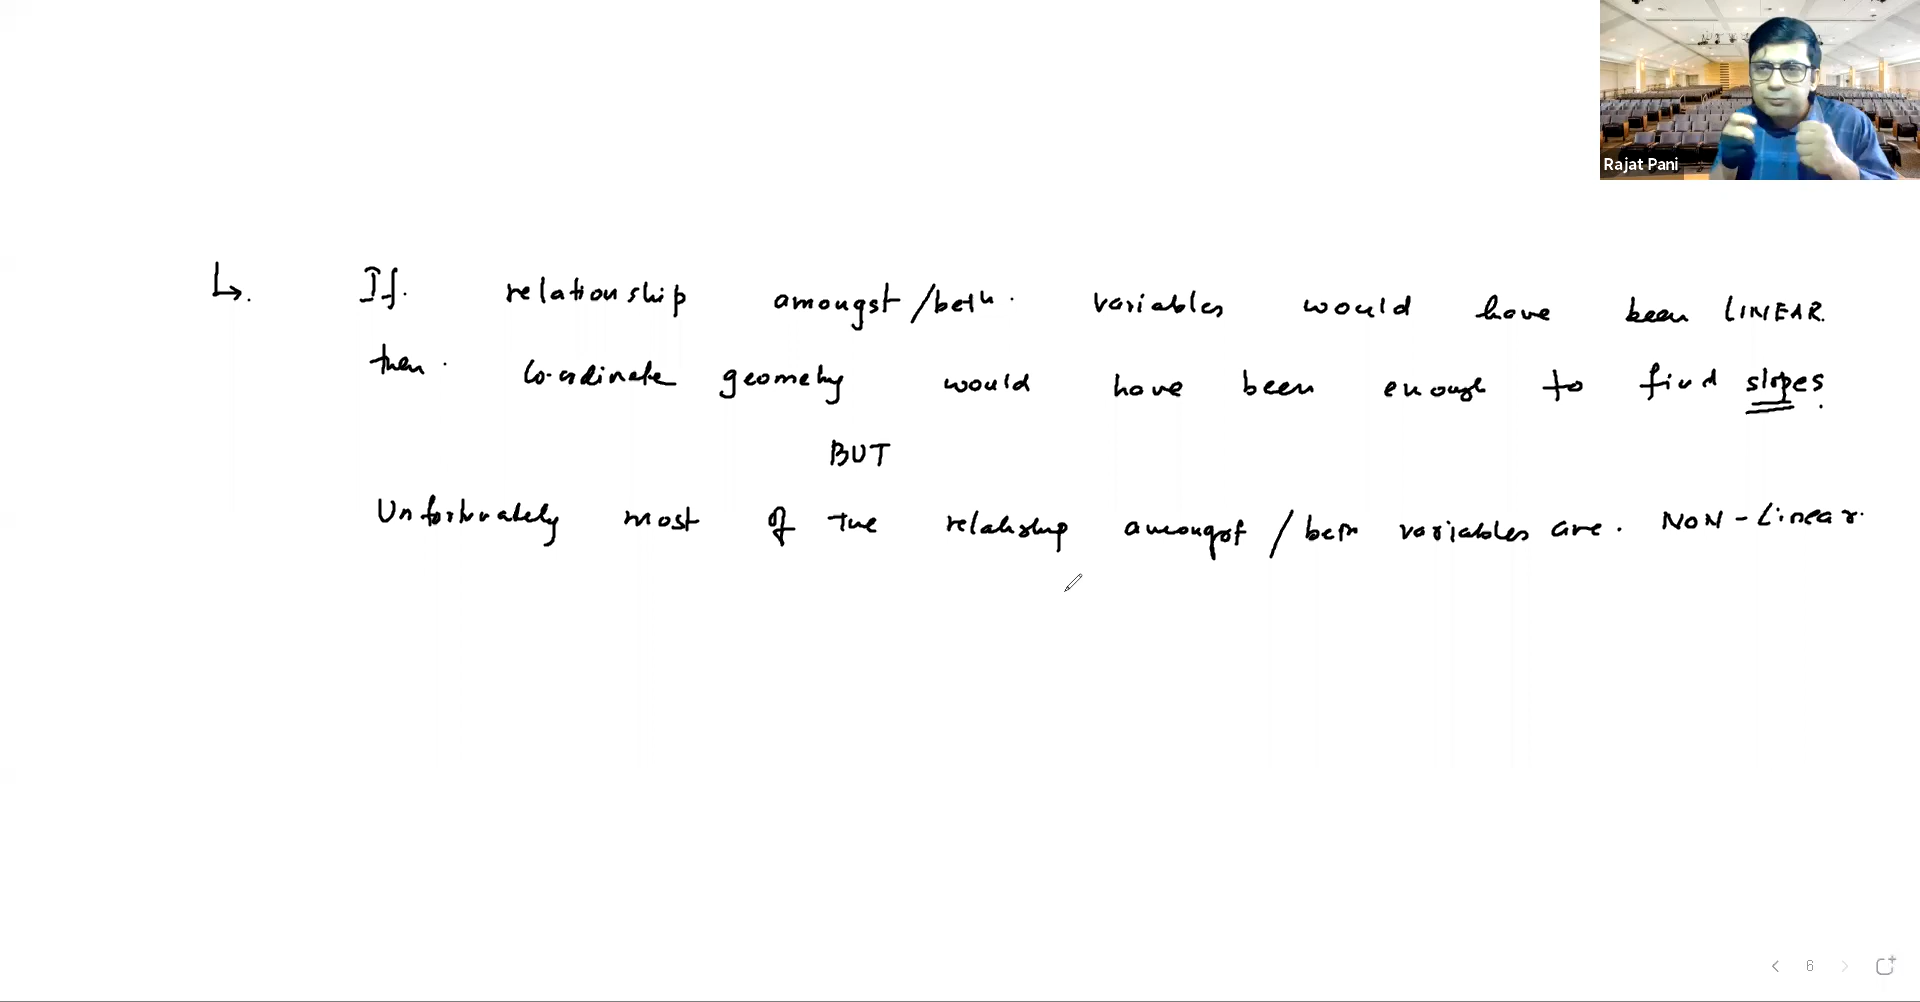 Rajat Pani
If relationship amongst/betn variables would have been LINEAR.
then co-ordinate geometry would have been enough to find slopes.
BUT
Unfortunately most of the relationship amongst / betn variables are. NON-Linear.
6